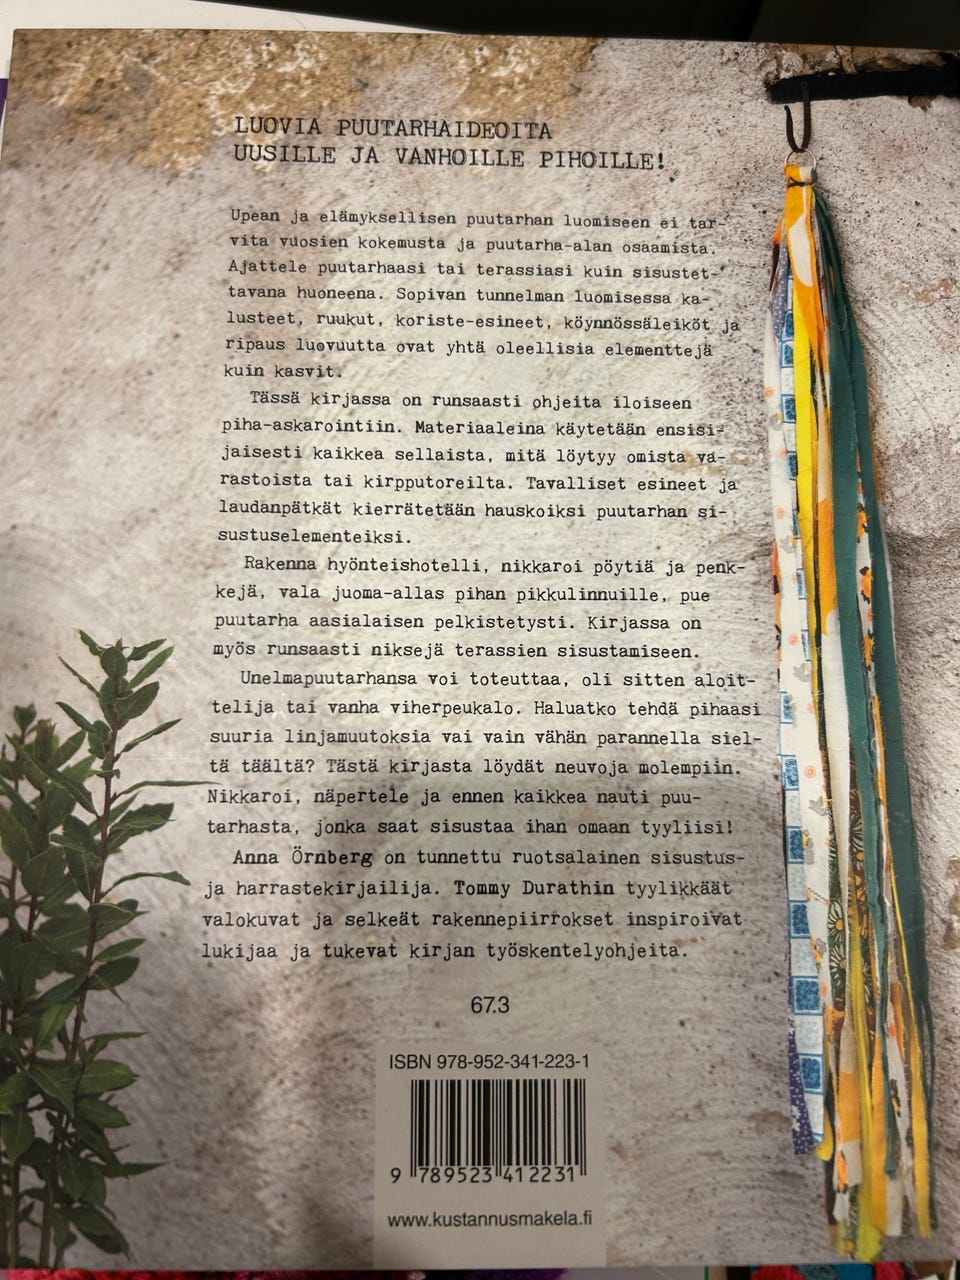 LUOVIA PUUTARHAIDEOITA
UUSILLE JA VANHOILLE PIHOILLE!
Upean ja elämyksellisen puutarhan luomiseen ei tar-
vita vuosien kokemusta ja puutarha-alan osaamista.
Ajattele puutarhaasi tai terassiasi kuin sisustet-
tavana huoneena. Sopivan tunnelman luomisessa ka-
lusteet, ruukut, koriste-esineet, köynnössäleiköt ja
ripaus luovuutta ovat yhtä oleellisia elementtejä
kuin kasvit.
Tässä kirjassa on runsaasti ohjeita iloiseen
piha-askarointiin. Materiaaleina käytetään ensisi-
jaisesti kaikkea sellaista, mitä löytyy omista va-
rastoista tai kirpputoreilta. Tavalliset esineet ja
laudanpätkät kierrätetään hauskoiksi puutarhan si-
sustuselementeiksi.
Rakenna hyönteishotelli, nikkaroi pöytiä ja penk-
kejä, vala juoma-allas pihan pikkulinnuille, pue
puutarha aasialaisen pelkistetysti. Kirjassa on
myös runsaasti niksejä terassien sisustamiseen.
Unelmapuutarhansa voi toteuttaa, oli sitten aloit-
telija tai vanha viherpeukalo. Haluatko tehdä pihaasi
suuria linjamuutoksia vai vain vähän parannella siel-
tä täältä? Tästä kirjasta löydät neuvoja molempiin.
Nikkaroi, näpertele ja ennen kaikkea nauti puu-
tarhasta, jonka saat sisustaa ihan omaan tyyliisi!
Anna Örnberg on tunnettu ruotsalainen sisustus-
ja harrastekirjailija. Tommy Durathin tyylikkäät
valokuvat ja selkeät rakennepiirrokset inspiroivat
lukijaa ja tukevat kirjan työskentelyohjeita.
67.3
ISBN 978-952-341-223-1
9 789523 412231
www.kustannusmakela.fi